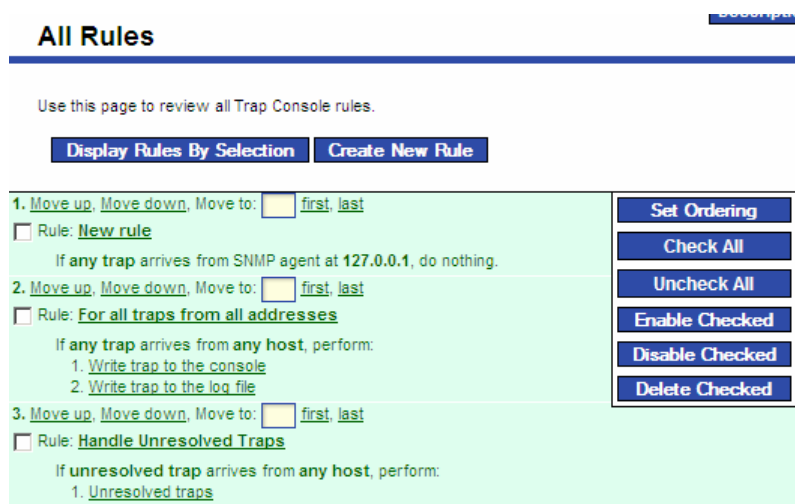 All Rules
Use this page to review all Trap Console rules.
Display Rules By Selection Create New Rule
1. Move up, Move down, Move to: first, last
Rule: New rule
If any trap arrives from SNMP agent at 127.0.0.1, do nothing.
2. Move up, Move down, Move to: first, last
Rule: For all traps from all addresses
If any trap arrives from any host, perform:
1. Write trap to the console
2. Write trap to the log file
3. Move up, Move down, Move to: first, last
Rule: Handle Unresolved Traps
If unresolved trap arrives from any host, perform:
1. Unresolved traps
Set Ordering
Check All
Uncheck All
Enable Checked
Disable Checked
Delete Checked